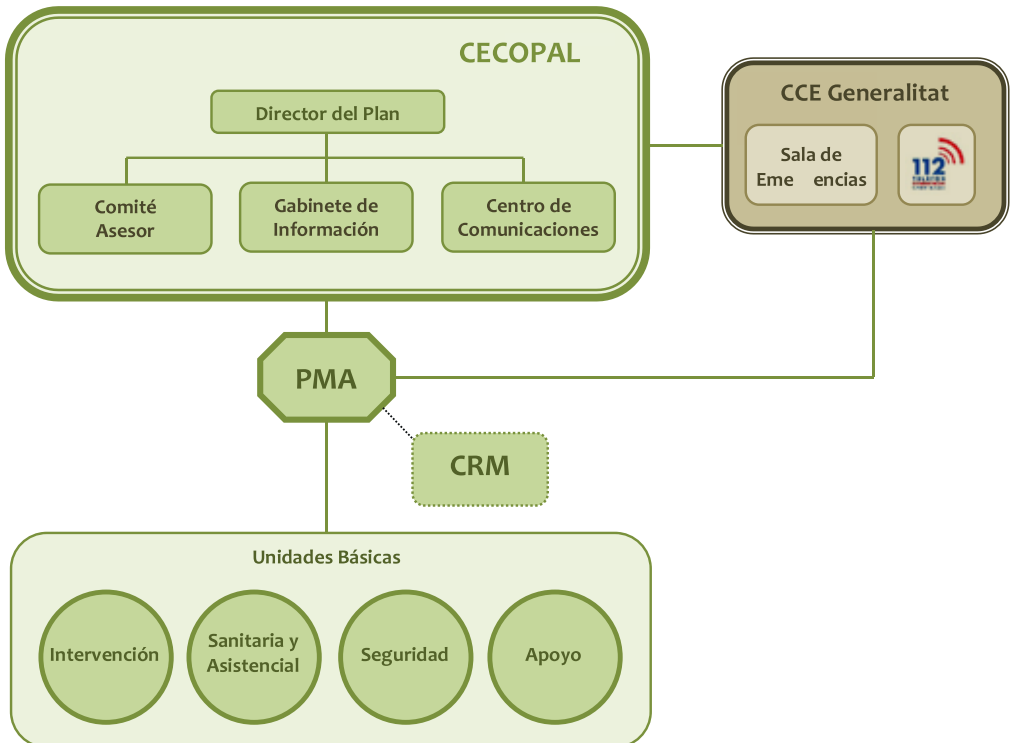 CECOPAL
Director del Plan
Comité
Asesor
Gabinete de
Información
Centro de
Comunicaciones
CCE Generalitat
Sala de
Eme encias
112
PMA
CRM
Unidades Básicas
Intervención
Sanitaria y
Asistencial
Seguridad
Apoyo